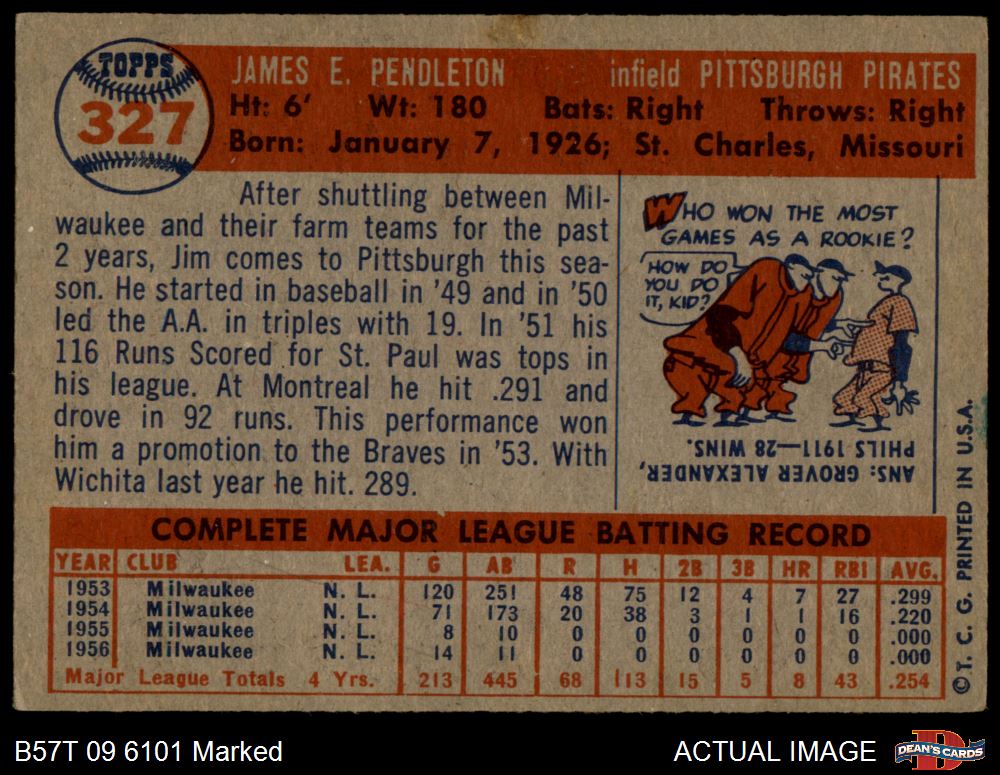 TOPPS
327
JAMES E. PENDLETON infield PITTSBURGH PIRATES
Ht: 6' Wt: 180 Bats: Right Throws: Right
Born: January 7, 1926; St. Charles, Missouri
After shuttling between Mil-
waukee and their farm teams for the past
2 years, Jim comes to Pittsburgh this sea-
son. He started in baseball in '49 and in '50
led the A.A. in triples with 19. In '51 his
116 Runs Scored for St. Paul was tops in
his league. At Montreal he hit .291 and
drove in 92 runs. This performance won
him a promotion to the Braves in '53. With
Wichita last year he hit. 289.
WHO WON THE MOST
GAMES AS A ROOKIE?
HOW DO
YOU DO
IT, KID?
ANS: GROVER ALEXANDER,
PHILS 1911—28 WINS.
COMPLETE MAJOR LEAGUE BATTING RECORD
YEAR CLUB LEA. G AB R H 2B 3B HR RBI AVG.
1953 Milwaukee N. L. 120 251 48 75 12 4 7 27 .299
1954 Milwaukee N. L. 71 173 20 38 3 1 1 16 .220
1955 Milwaukee N. L. 8 10 0 0 0 0 0 0 .000
1956 Milwaukee N. L. 14 11 0 0 0 0 0 0 .000
Major League Totals 4 Yrs. 213 445 68 113 15 5 8 43 .254
© T. C. G. PRINTED IN U.S.A.
B57T 09 6101 Marked
ACTUAL IMAGE
DEAN'S CARDS